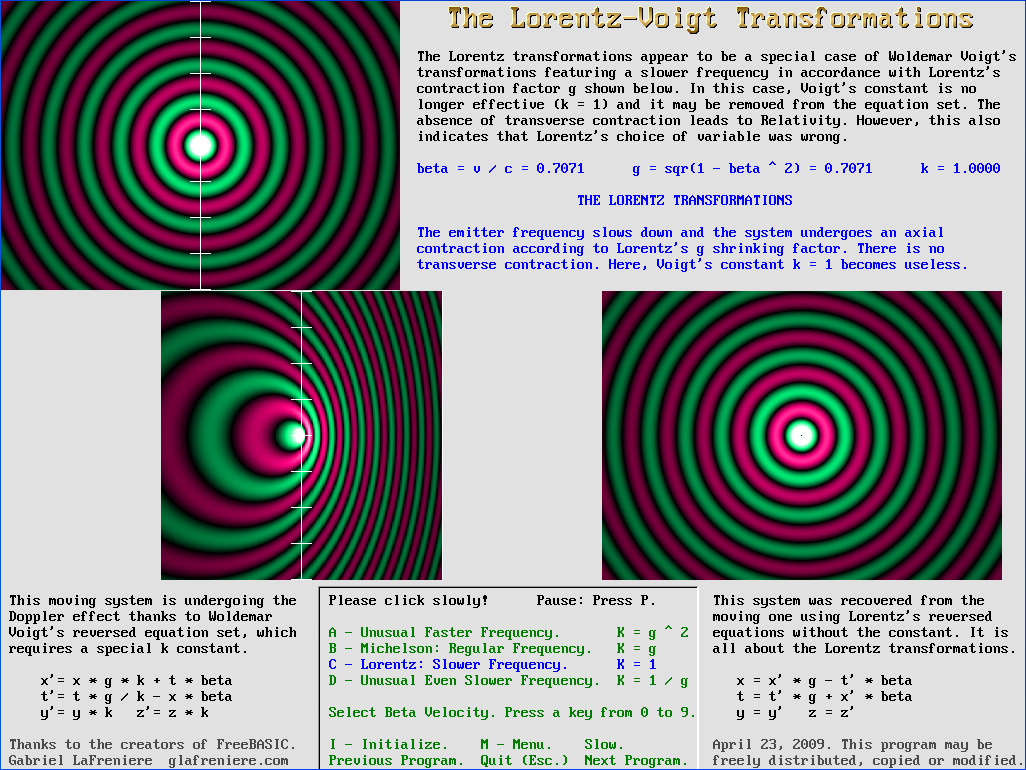 The Lorentz-Voigt Transformations
The Lorentz transformations appear to be a special case of Woldemar Voigt's
transformations featuring a slower frequency in accordance with Lorentz's
contraction factor g shown below. In this case, Voigt's constant is no
longer effective (k = 1) and it may be removed from the equation set. The
absence of transverse contraction leads to Relativity. However, this also
indicates that Lorentz's choice of variable was wrong.
beta = v / c = 0.7071 g = sqr(1 - beta ^ 2) = 0.7071 k = 1.0000
THE LORENTZ TRANSFORMATIONS
The emitter frequency slows down and the system undergoes an axial
contraction according to Lorentz's g shrinking factor. There is no
transverse contraction. Here, Voigt's constant k = 1 becomes useless.
This moving system is undergoing the
Doppler effect thanks to Woldemar
Voigt's reversed equation set, which
requires a special k constant.
x'= x * g * k + t * beta
t'= t * g / k - x * beta
y'= y * k z'= z * k
Thanks to the creators of FreeBASIC.
Gabriel LaFreniere glafreniere.com
Please click slowly! Pause: Press P.
A - Unusual Faster Frequency. K = g ^ 2
B - Michelson: Regular Frequency. K = g
C - Lorentz: Slower Frequency. K = 1
D - Unusual Even Slower Frequency. K = 1 / g
Select Beta Velocity. Press a key from 0 to 9.
I - Initialize. M - Menu. Slow.
Previous Program. Quit (Esc.) Next Program.
This system was recovered from the
moving one using Lorentz's reversed
equations without the constant. It is
all about the Lorentz transformations.
x = x' * g - t' * beta
t = t' * g + x' * beta
y = y' z = z'
April 23, 2009. This program may be
freely distributed, copied or modified.